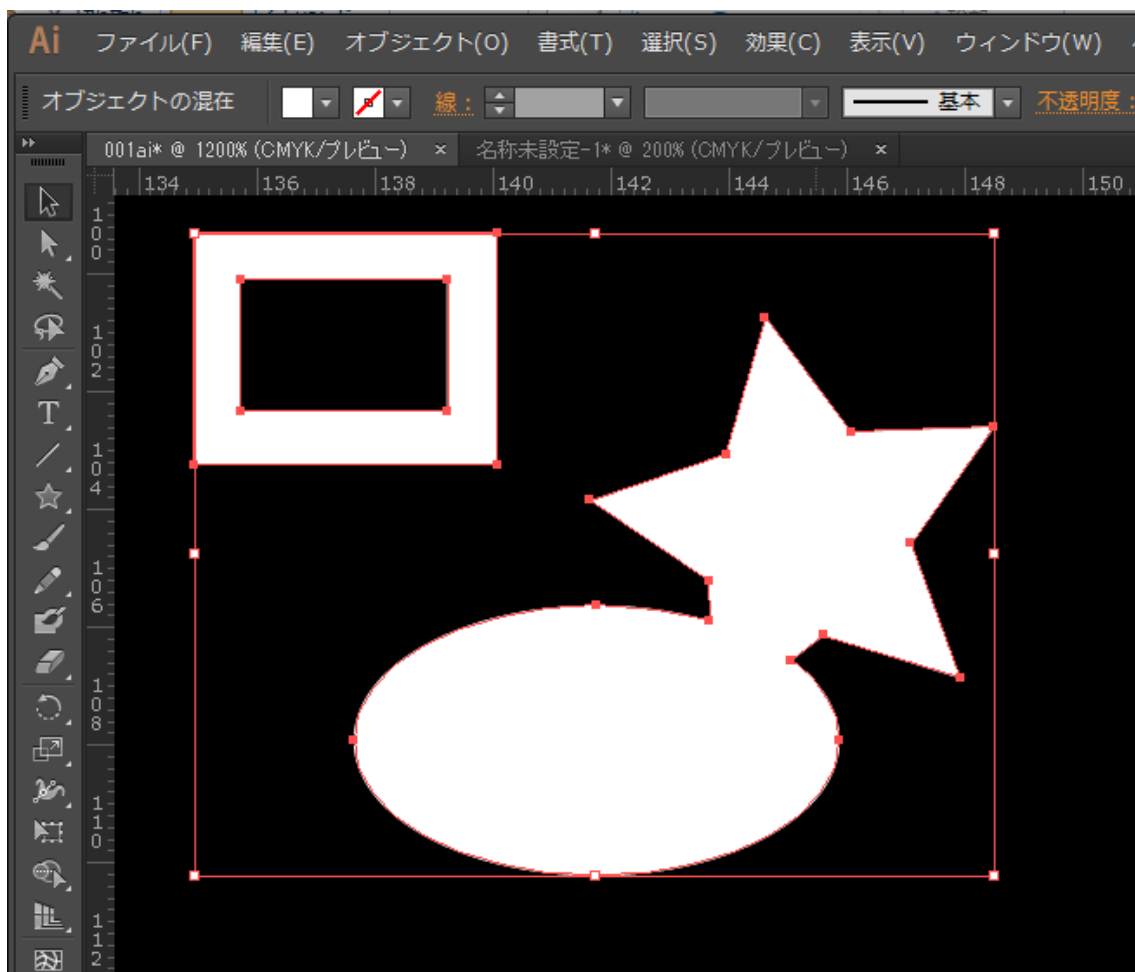 Ai ファイル(F) 編集(E) オブジェクト(O) 書式(T) 選択(S) 効果(C) 表示(V) ウィンドウ(W)
オブジェクトの混在 線： 基本 不透明度：
001ai* @ 1200% (CMYK/プレビュー) × 名称未設定-1* @ 200% (CMYK/プレビュー) ×
134 136 138 140 142 144 146 148 150
100
102
104
106
108
110
112